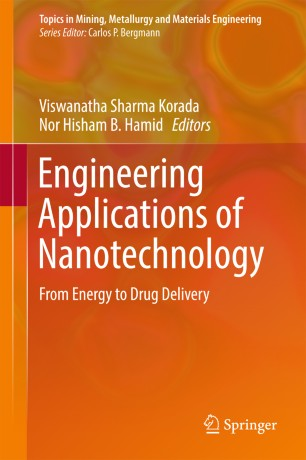 Topics in Mining, Metallurgy and Materials Engineering
Series Editor: Carlos P. Bergmann
Viswanatha Sharma Korada
Nor Hisham B. Hamid Editors
Engineering
Applications of
Nanotechnology
From Energy to Drug Delivery
Springer